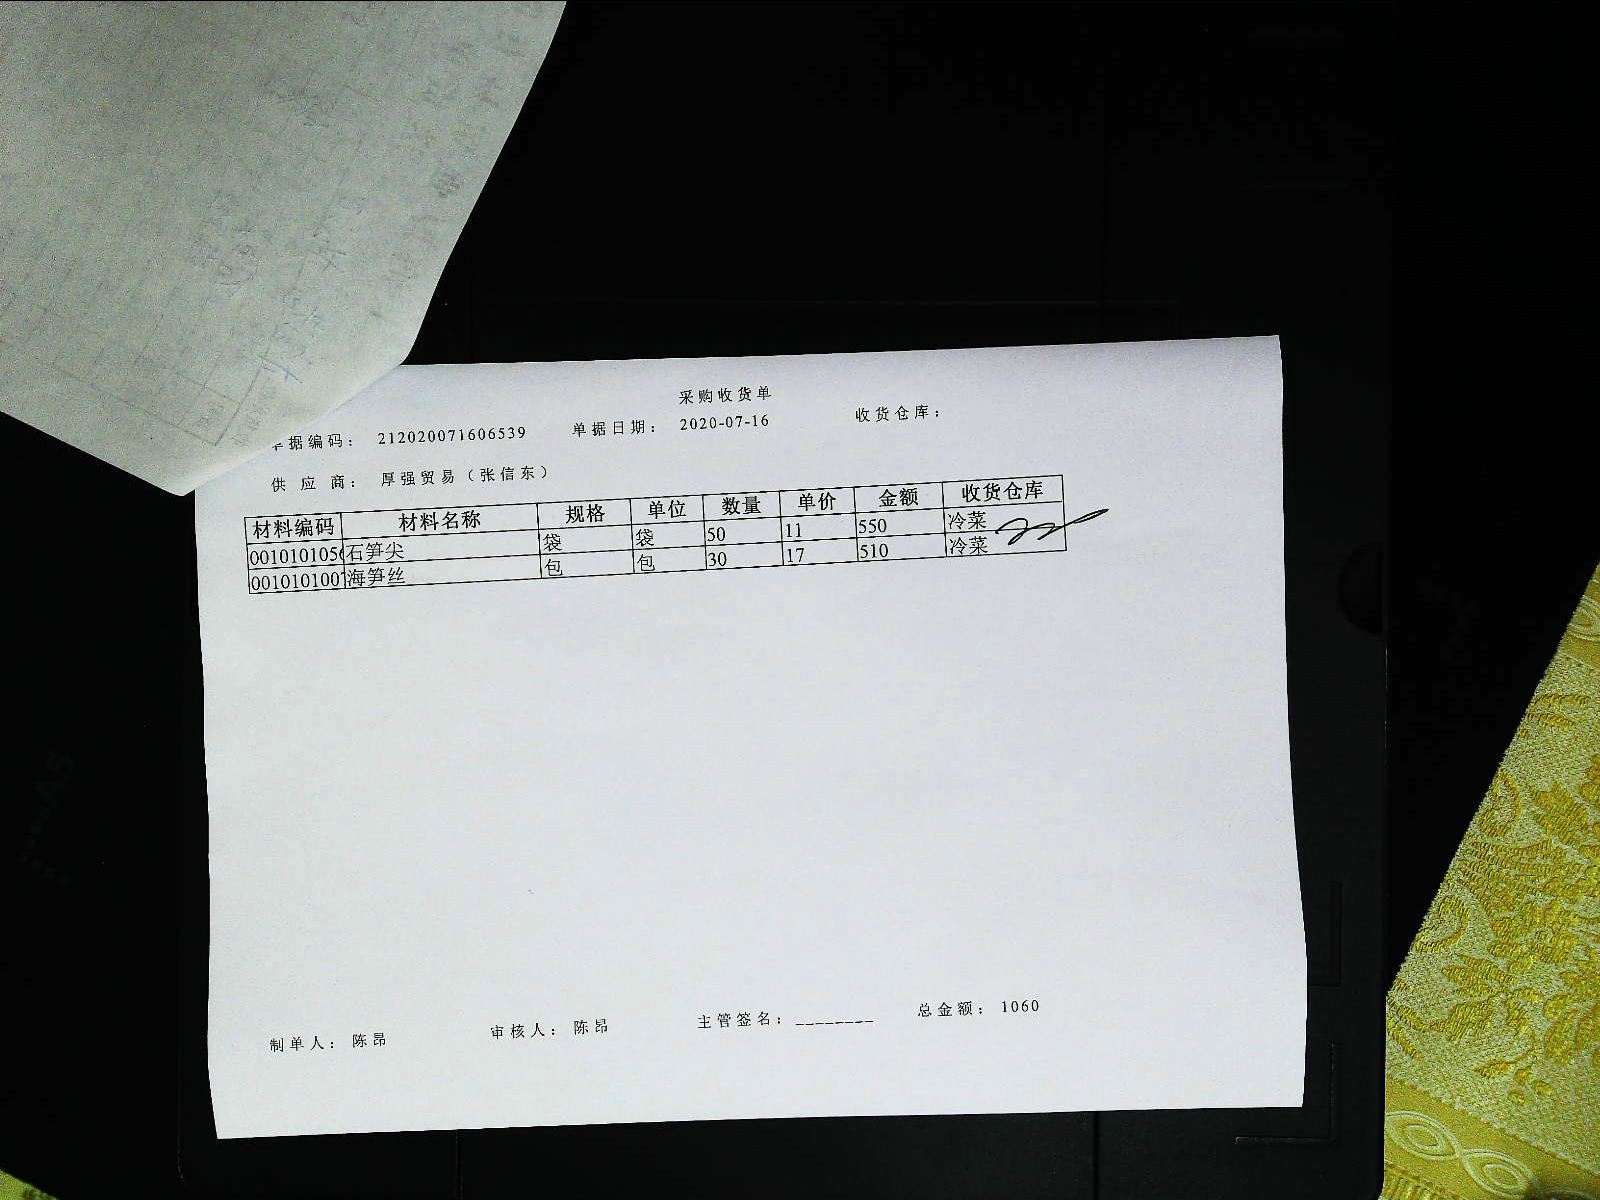 采购收货单
单据编码： 212020071606539 单据日期： 2020-07-16 收货仓库：
供 应 商： 厚强贸易（张信东）
材料编码 材料名称 规格 单位 数量 单价 金额 收货仓库
0010101056 石笋尖 袋 袋 50 11 550 冷菜
0010101007 海笋丝 包 包 30 17 510 冷菜
制单人： 陈昂 审核人： 陈昂 主管签名：________ 总金额： 1060